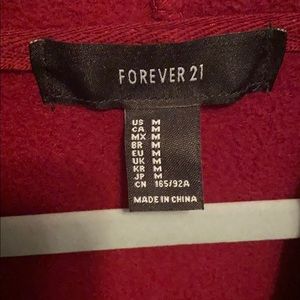 FOREVER 21
US M
CA M
MX M
BR M
EU M
UK M
KR M
JP M
CN 165/92A
MADE IN CHINA